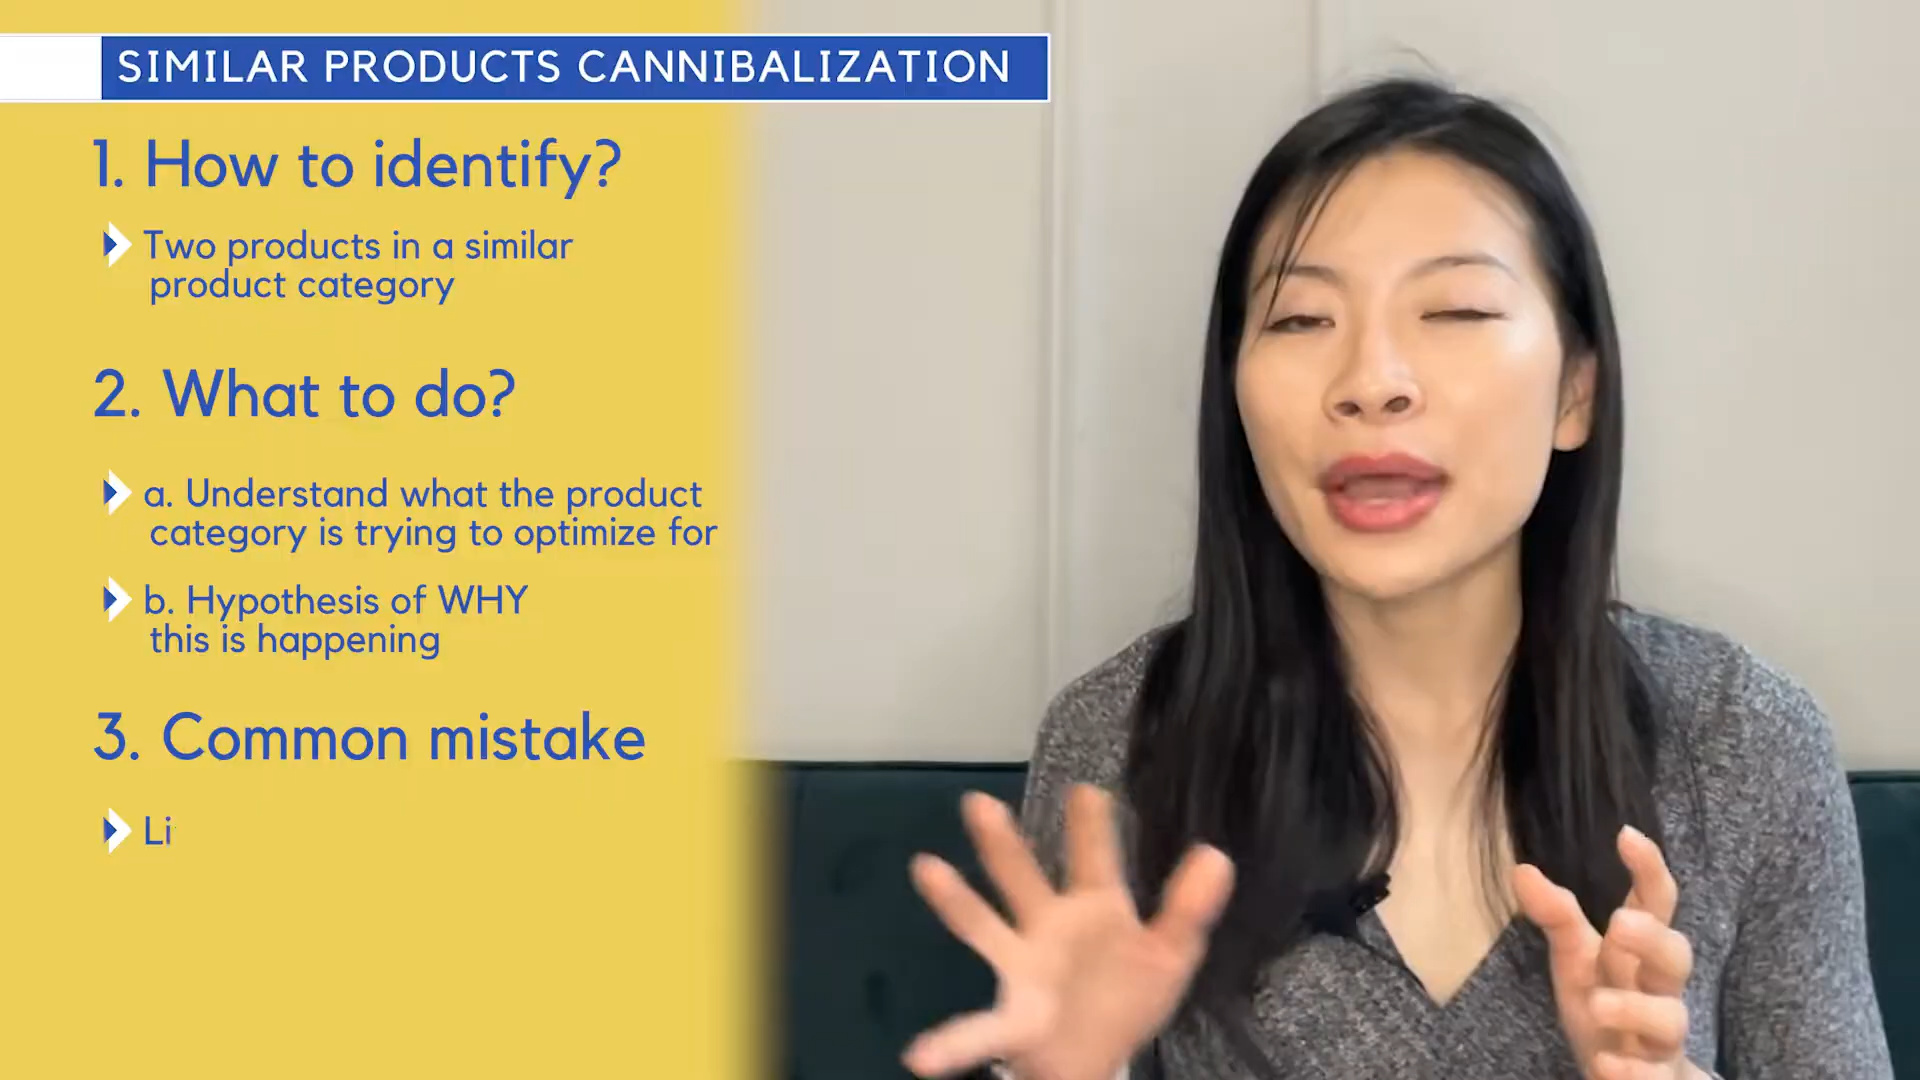 SIMILAR PRODUCTS CANNIBALIZATION
1. How to identify?
Two products in a similar
product category
2. What to do?
a. Understand what the product
category is trying to optimize for
b. Hypothesis of WHY
this is happening
3. Common mistake
Li